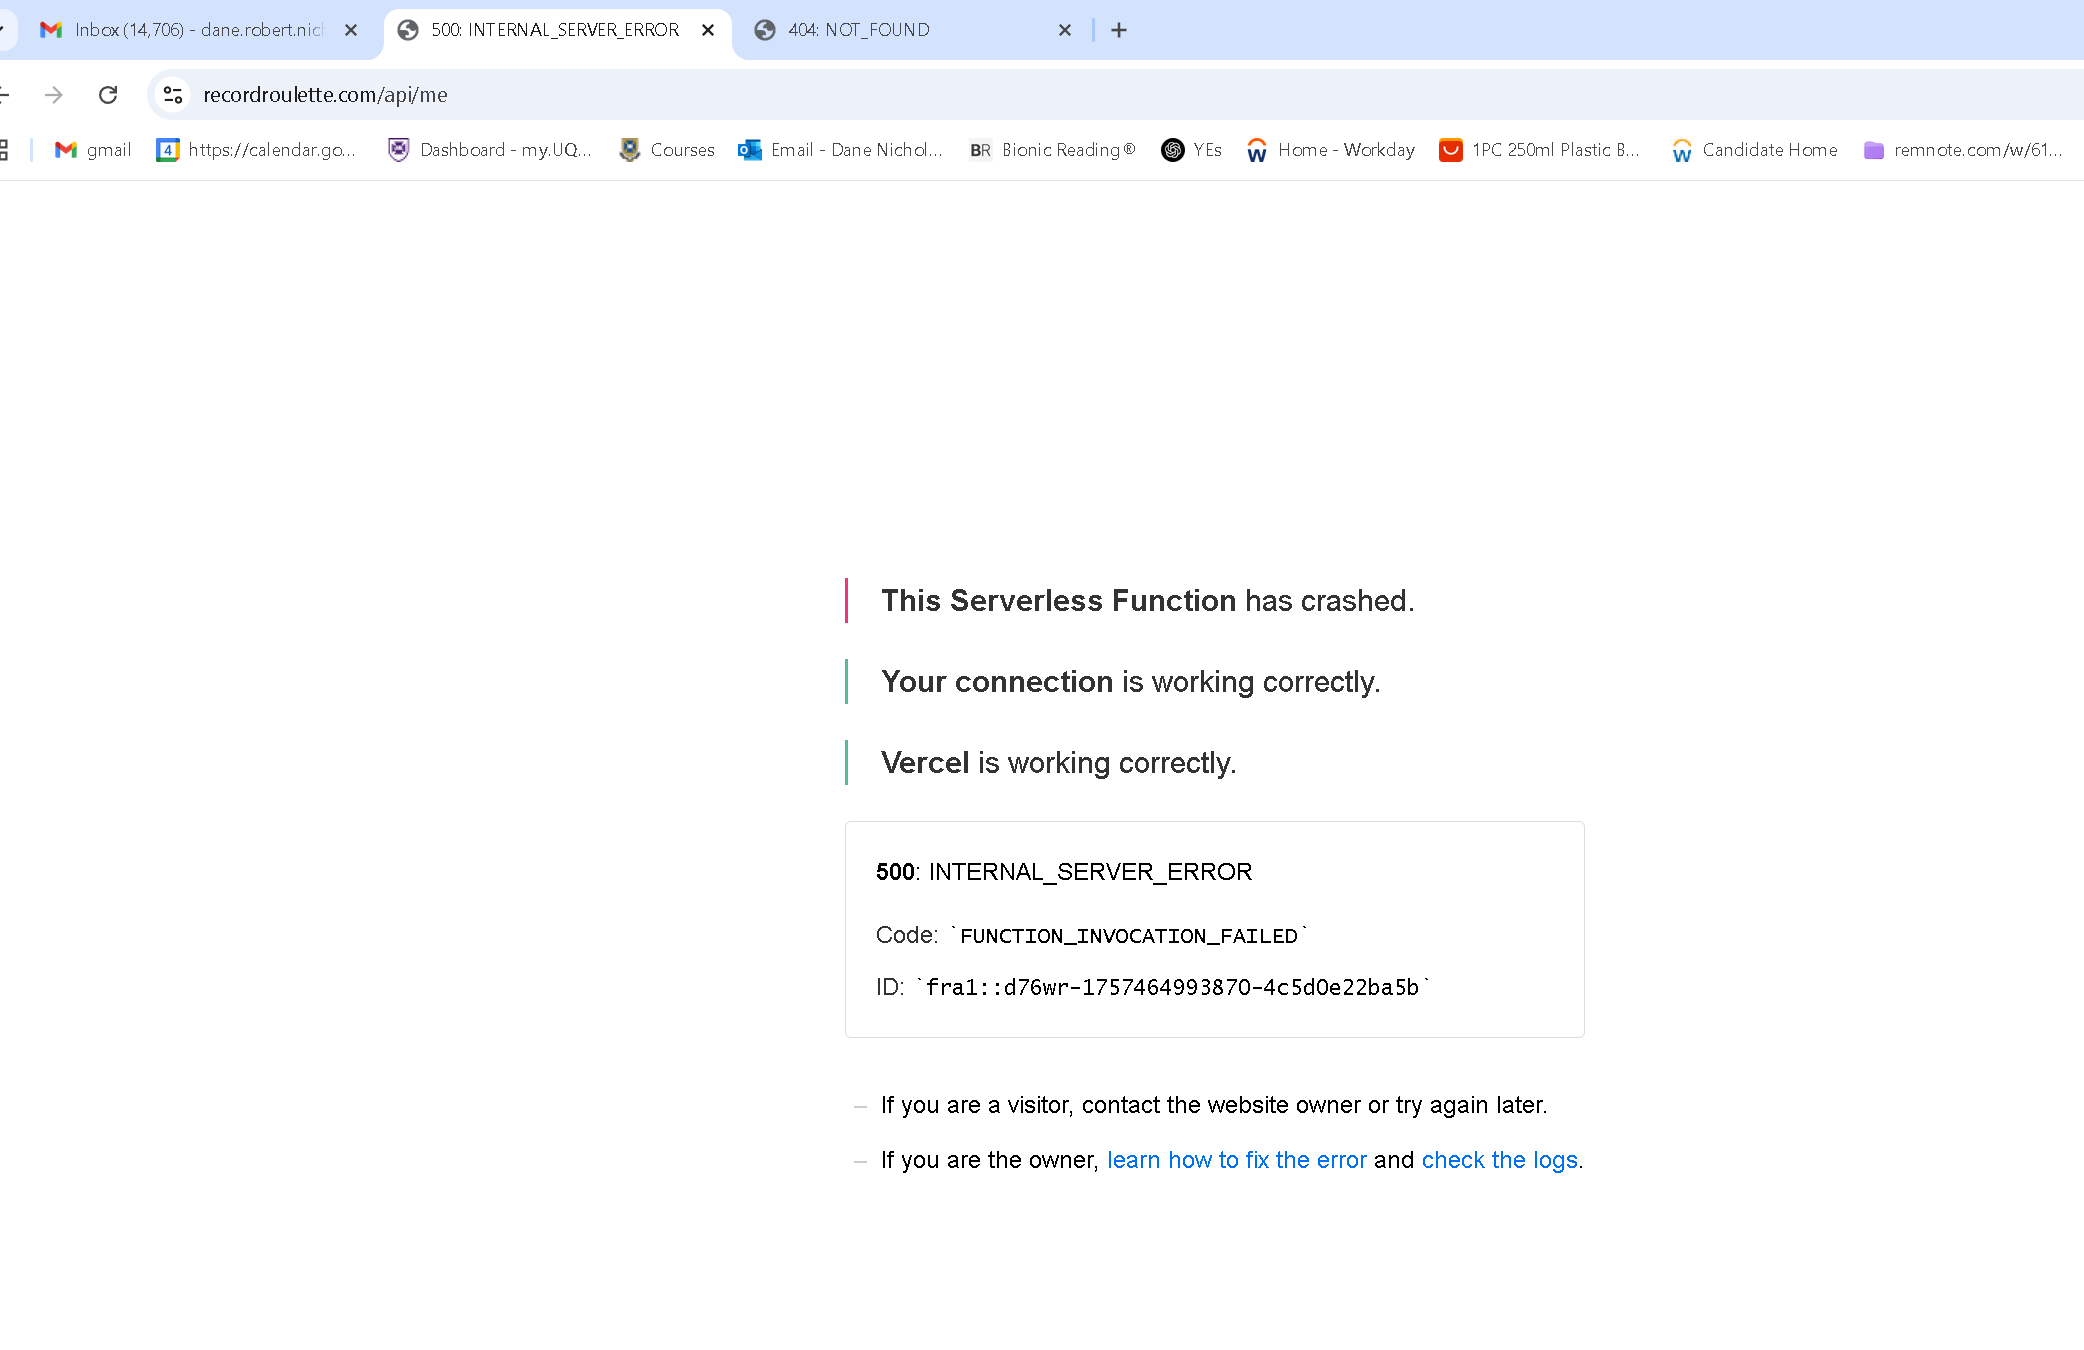 Inbox (14,706) - dane.robert.nich
500: INTERNAL_SERVER_ERROR
404: NOT_FOUND
recordroulette.com/api/me
gmail
4
https://calendar.go...
Dashboard - my.UQ...
Courses
Email - Dane Nichol...
BR Bionic Reading®
YEs
Home - Workday
1PC 250ml Plastic B...
Candidate Home
remnote.com/w/61...
This Serverless Function has crashed.
Your connection is working correctly.
Vercel is working correctly.
500: INTERNAL_SERVER_ERROR
Code: `FUNCTION_INVOCATION_FAILED`
ID: `fra1::d76wr-1757464993870-4c5d0e22ba5b`
– If you are a visitor, contact the website owner or try again later.
– If you are the owner, learn how to fix the error and check the logs.